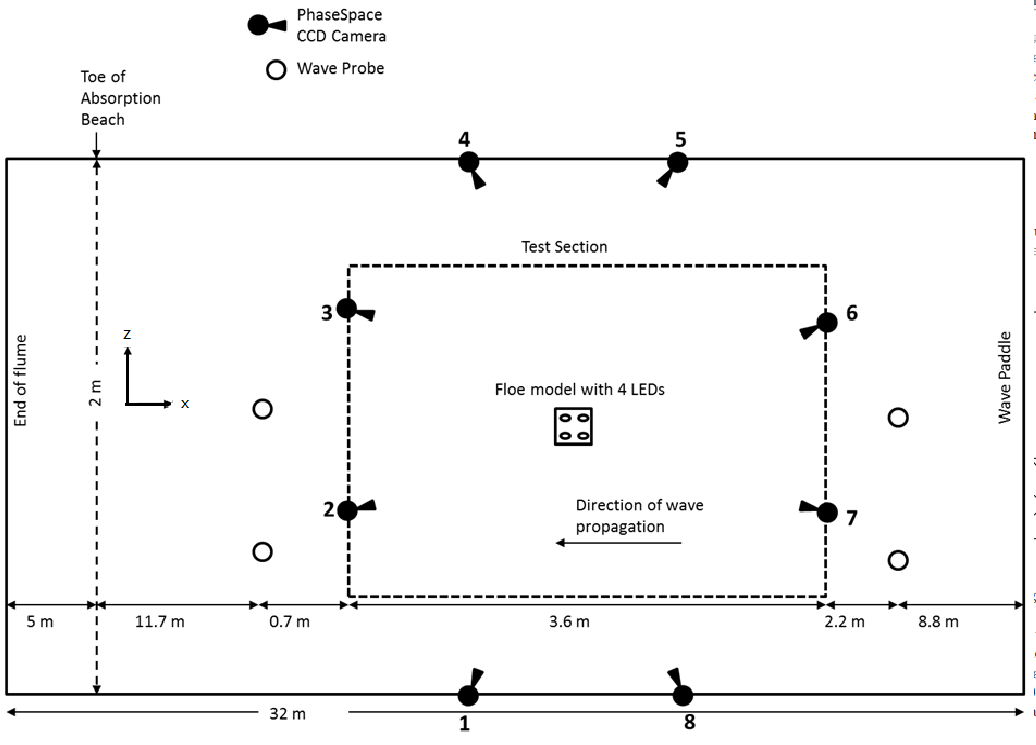 PhaseSpace
CCD Camera
Wave Probe
Toe of
Absorption
Beach
4
5
Test Section
3
6
End of flume
Z
2 m
x
Floe model with 4 LEDs
Wave Paddle
2
Direction of wave
propagation
7
5 m
11.7 m
0.7 m
3.6 m
2.2 m
8.8 m
32 m
1
8